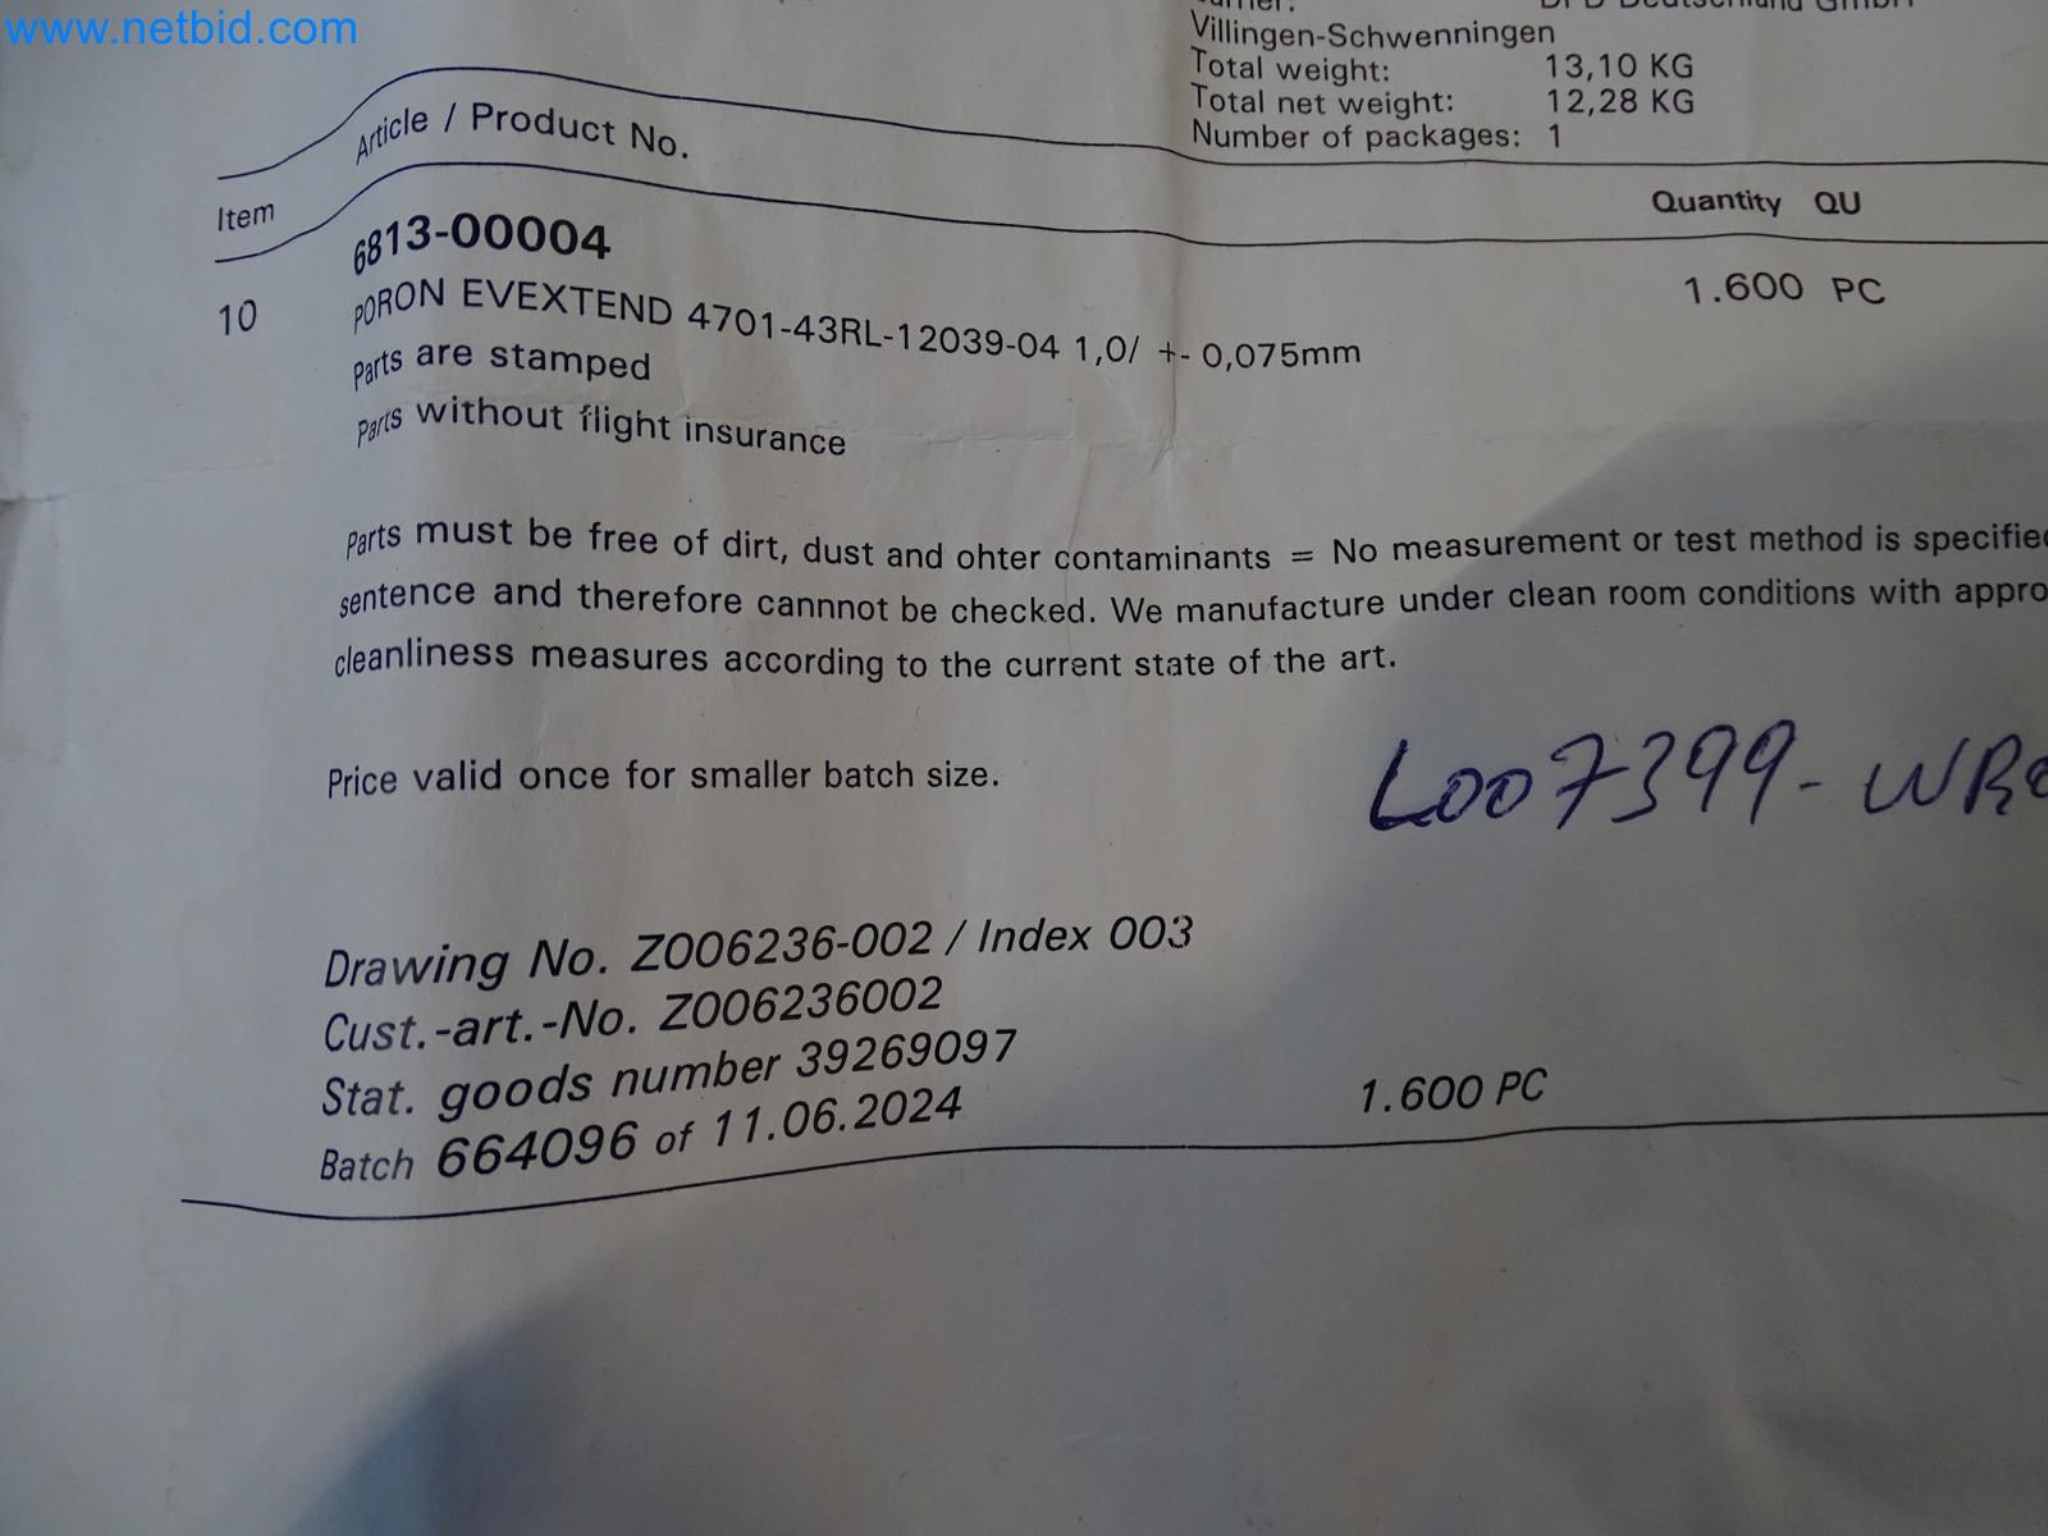 www.netbid.com
DPD Deutschland GmbH
Villingen-Schwenningen
Total weight: 13,10 KG
Total net weight: 12,28 KG
Number of packages: 1
Item Article / Product No. Quantity QU
10 6813-00004 1.600 PC
PORON EVEXTEND 4701-43RL-12039-04 1,0/ +- 0,075mm
Parts are stamped
Parts without flight insurance
Parts must be free of dirt, dust and ohter contaminants = No measurement or test method is specifie
sentence and therefore cannnot be checked. We manufacture under clean room conditions with appro
cleanliness measures according to the current state of the art.
Price valid once for smaller batch size.
L007399-WR
Drawing No. Z006236-002 / Index 003
Cust.-art.-No. Z006236002
Stat. goods number 39269097
Batch 664096 of 11.06.2024 1.600 PC